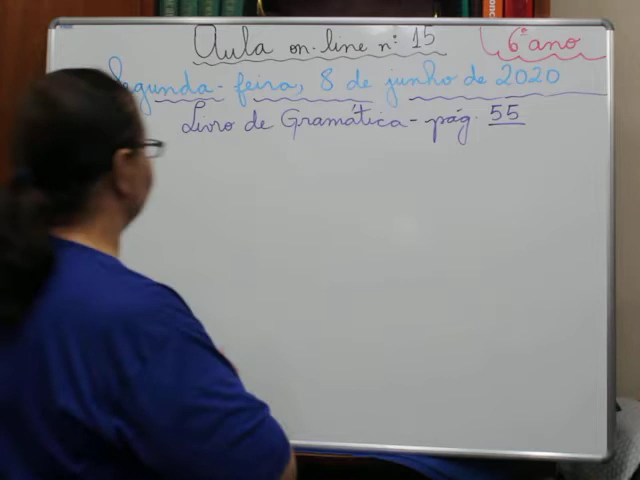 Aula on-line nº 15
6º ano
Segunda-feira, 8 de junho de 2020
Livro de Gramática - pág. 55